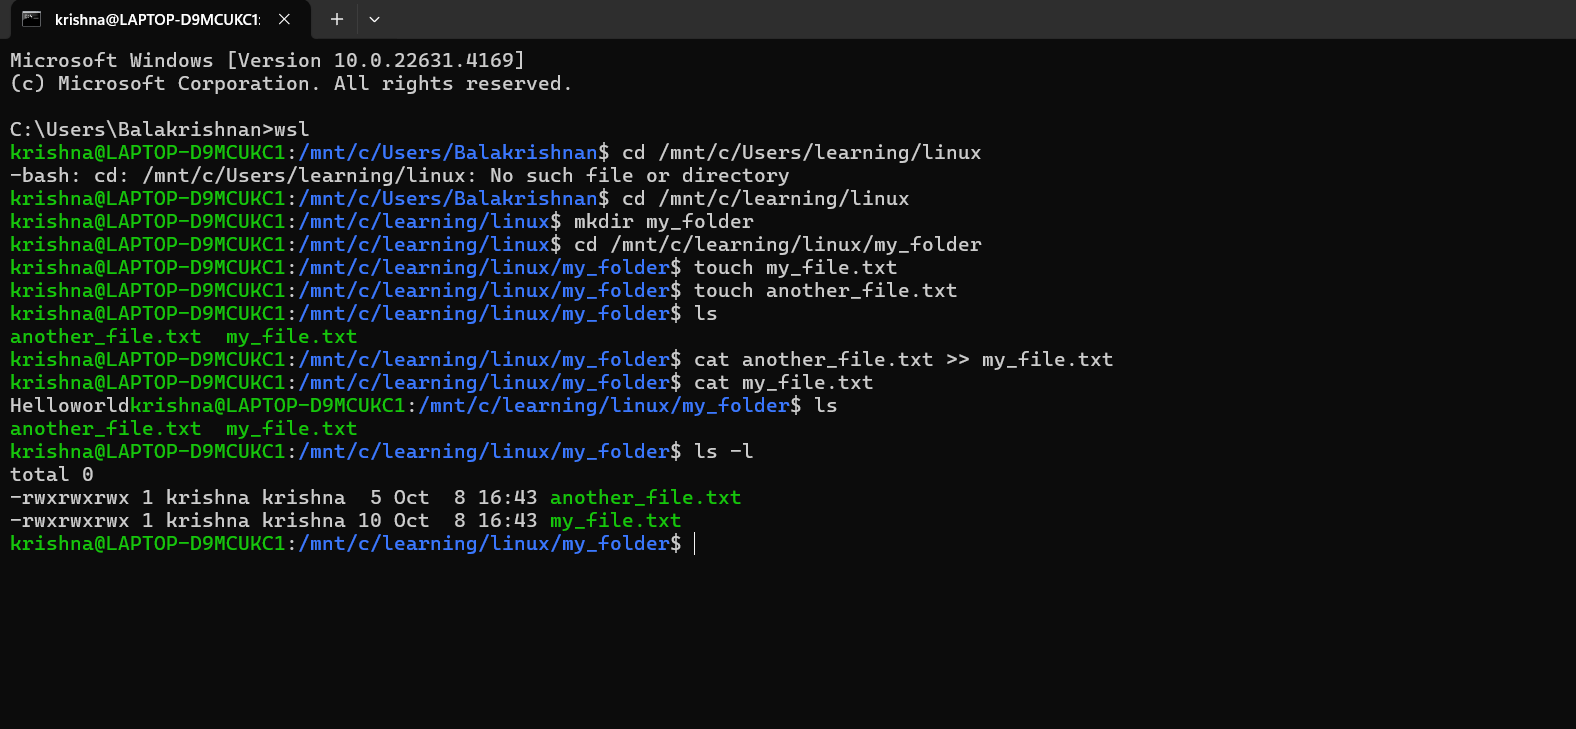 krishna@LAPTOP-D9MCUKC1:
Microsoft Windows [Version 10.0.22631.4169]
(c) Microsoft Corporation. All rights reserved.
C:\Users\Balakrishnan>wsl
krishna@LAPTOP-D9MCUKC1:/mnt/c/Users/Balakrishnan$ cd /mnt/c/Users/learning/linux
-bash: cd: /mnt/c/Users/learning/linux: No such file or directory
krishna@LAPTOP-D9MCUKC1:/mnt/c/Users/Balakrishnan$ cd /mnt/c/learning/linux
krishna@LAPTOP-D9MCUKC1:/mnt/c/learning/linux$ mkdir my_folder
krishna@LAPTOP-D9MCUKC1:/mnt/c/learning/linux$ cd /mnt/c/learning/linux/my_folder
krishna@LAPTOP-D9MCUKC1:/mnt/c/learning/linux/my_folder$ touch my_file.txt
krishna@LAPTOP-D9MCUKC1:/mnt/c/learning/linux/my_folder$ touch another_file.txt
krishna@LAPTOP-D9MCUKC1:/mnt/c/learning/linux/my_folder$ ls
another_file.txt  my_file.txt
krishna@LAPTOP-D9MCUKC1:/mnt/c/learning/linux/my_folder$ cat another_file.txt >> my_file.txt
krishna@LAPTOP-D9MCUKC1:/mnt/c/learning/linux/my_folder$ cat my_file.txt
Helloworldkrishna@LAPTOP-D9MCUKC1:/mnt/c/learning/linux/my_folder$ ls
another_file.txt  my_file.txt
krishna@LAPTOP-D9MCUKC1:/mnt/c/learning/linux/my_folder$ ls -l
total 0
-rwxrwxrwx 1 krishna krishna  5 Oct  8 16:43 another_file.txt
-rwxrwxrwx 1 krishna krishna 10 Oct  8 16:43 my_file.txt
krishna@LAPTOP-D9MCUKC1:/mnt/c/learning/linux/my_folder$